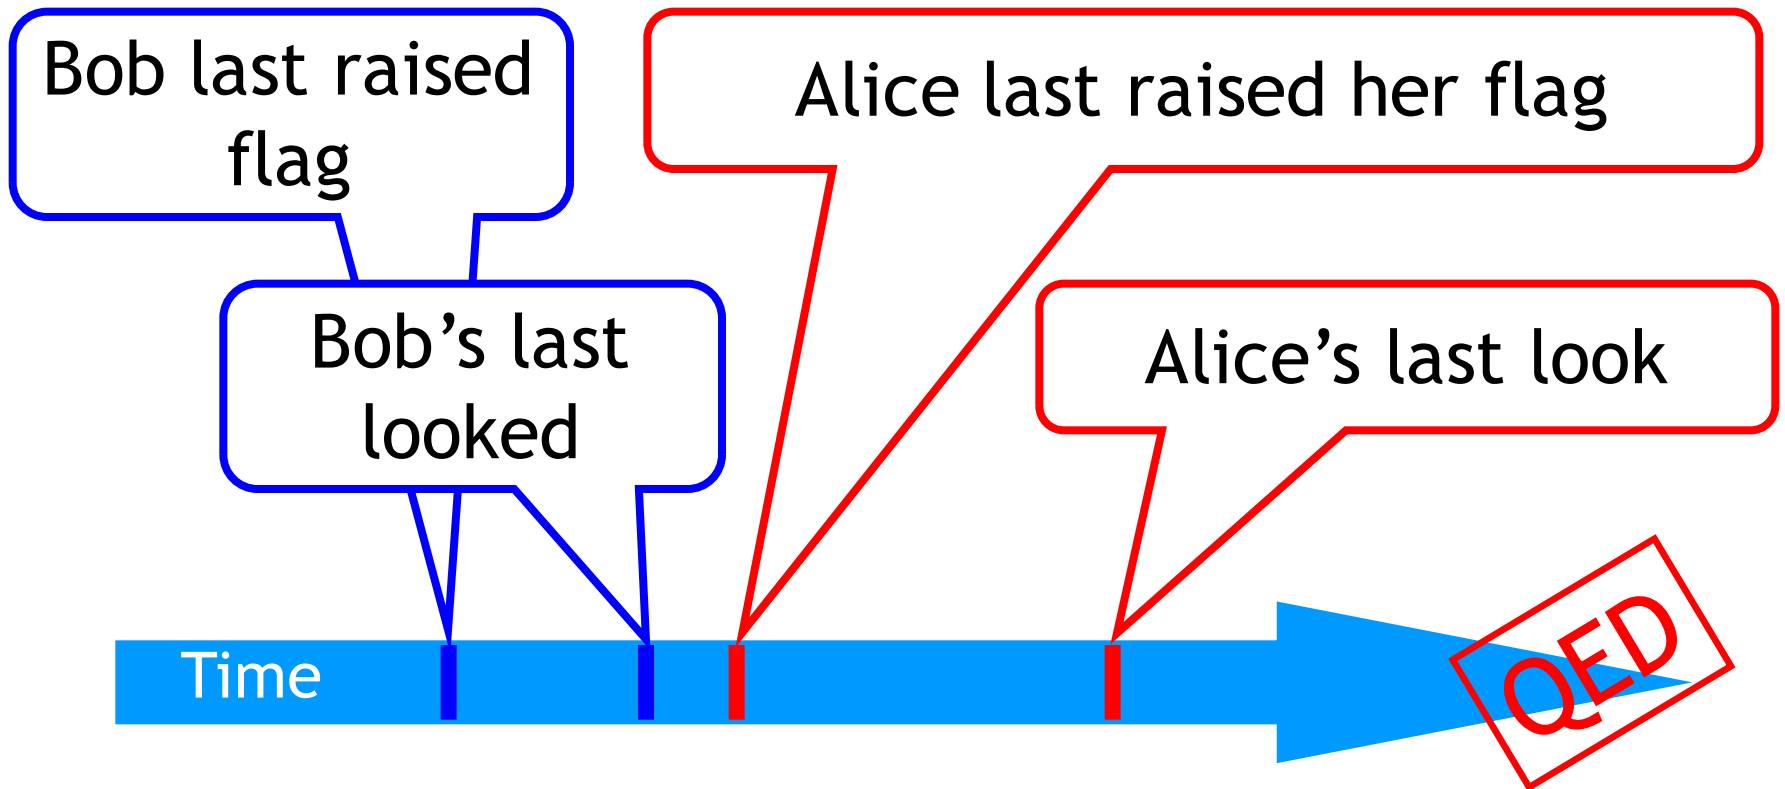 Bob last raised
flag
Alice last raised her flag
Bob’s last
looked
Alice’s last look
Time
QED